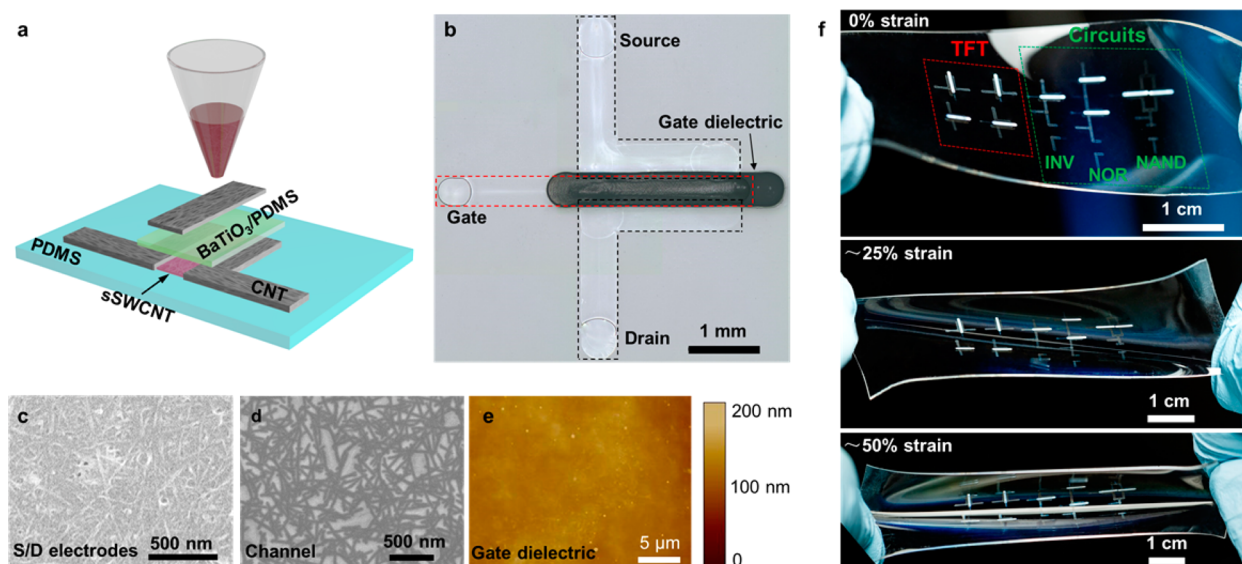 a
BaTiO3/PDMS
PDMS
CNT
sSWCNT
b
Source
Gate dielectric
Gate
Drain
1 mm
c
S/D electrodes
500 nm
d
Channel
500 nm
e
Gate dielectric
5 μm
200 nm
100 nm
0
f
0% strain
TFT
Circuits
INV
NOR
NAND
1 cm
~25% strain
1 cm
~50% strain
1 cm